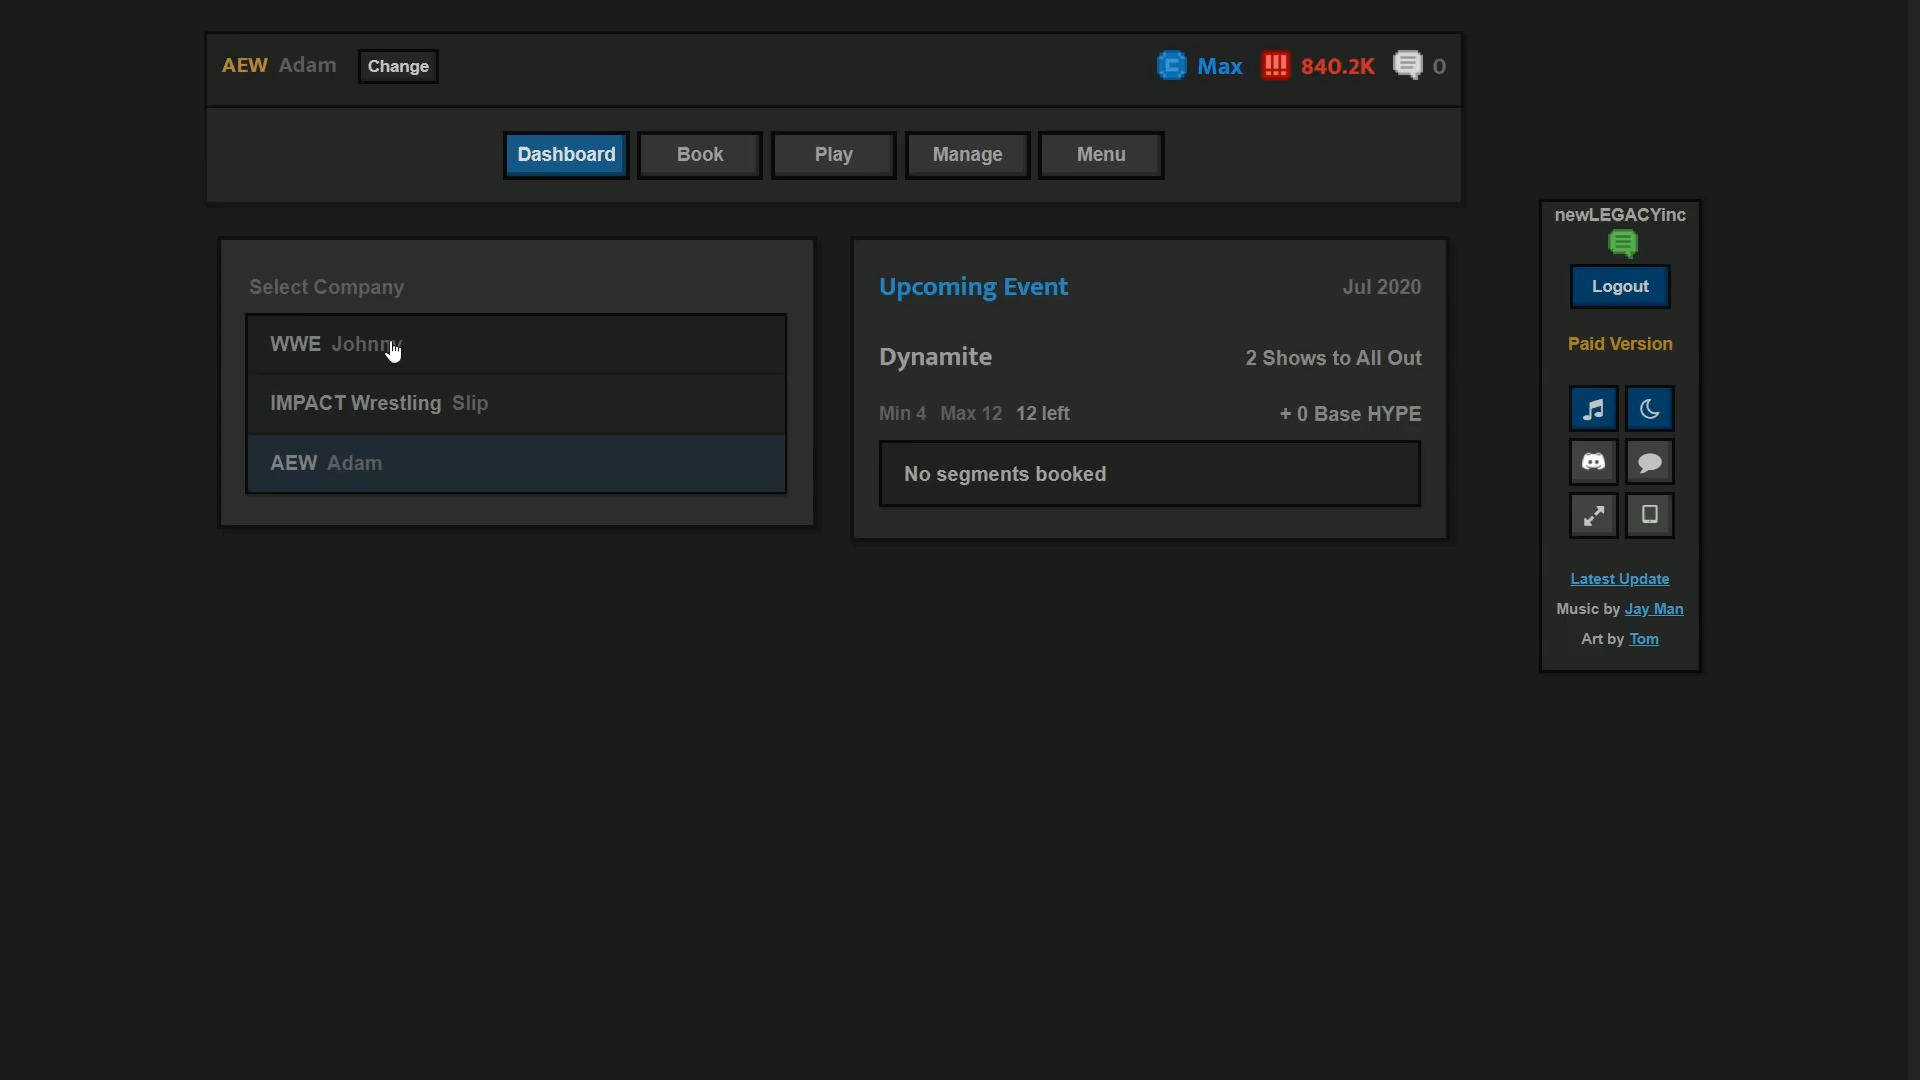 AEW Adam Change Max 840.2K 0
Dashboard Book Play Manage Menu
Select Company
WWE Johnny
IMPACT Wrestling Slip
AEW Adam
Upcoming Event Jul 2020
Dynamite 2 Shows to All Out
Min 4 Max 12 12 left + 0 Base HYPE
No segments booked
newLEGACYinc
Logout
Paid Version
Latest Update
Music by Jay Man
Art by Tom